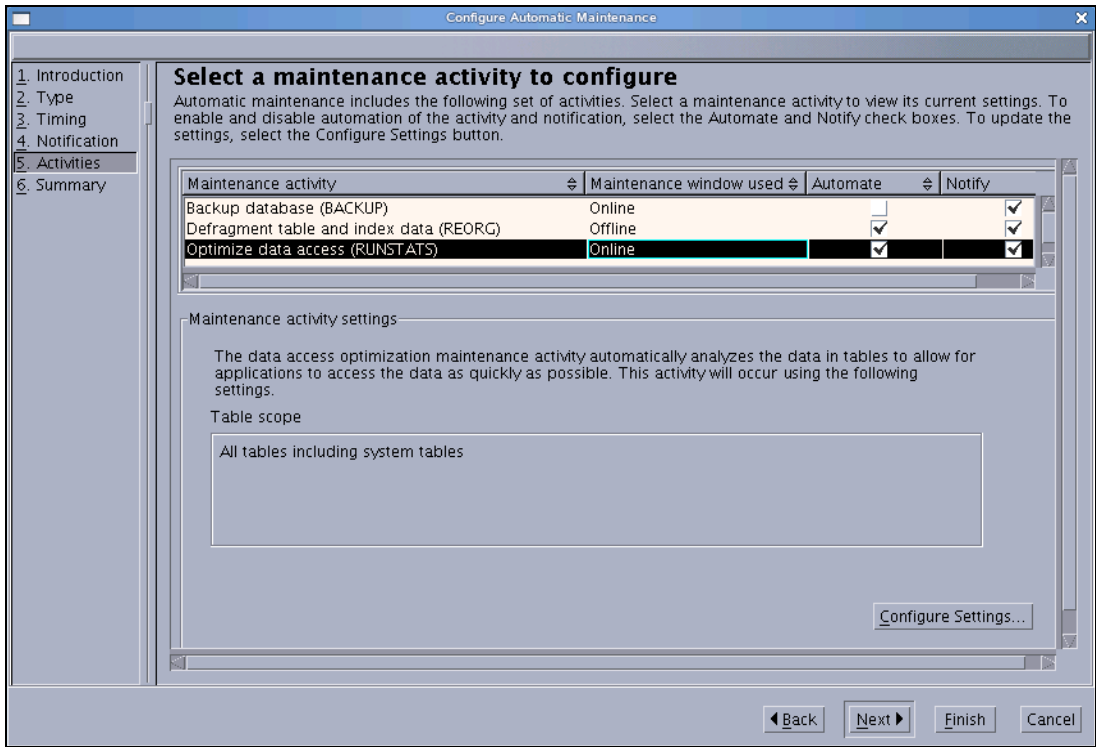 Configure Automatic Maintenance
1. Introduction
2. Type
3. Timing
4. Notification
5. Activities
6. Summary
Select a maintenance activity to configure
Automatic maintenance includes the following set of activities. Select a maintenance activity to view its current settings. To
enable and disable automation of the activity and notification, select the Automate and Notify check boxes. To update the
settings, select the Configure Settings button.
Maintenance activity Maintenance window used Automate Notify
Backup database (BACKUP) Online
Defragment table and index data (REORG) Offline
Optimize data access (RUNSTATS) Online
Maintenance activity settings
The data access optimization maintenance activity automatically analyzes the data in tables to allow for
applications to access the data as quickly as possible. This activity will occur using the following
settings.
Table scope
All tables including system tables
Configure Settings...
Back Next Finish Cancel